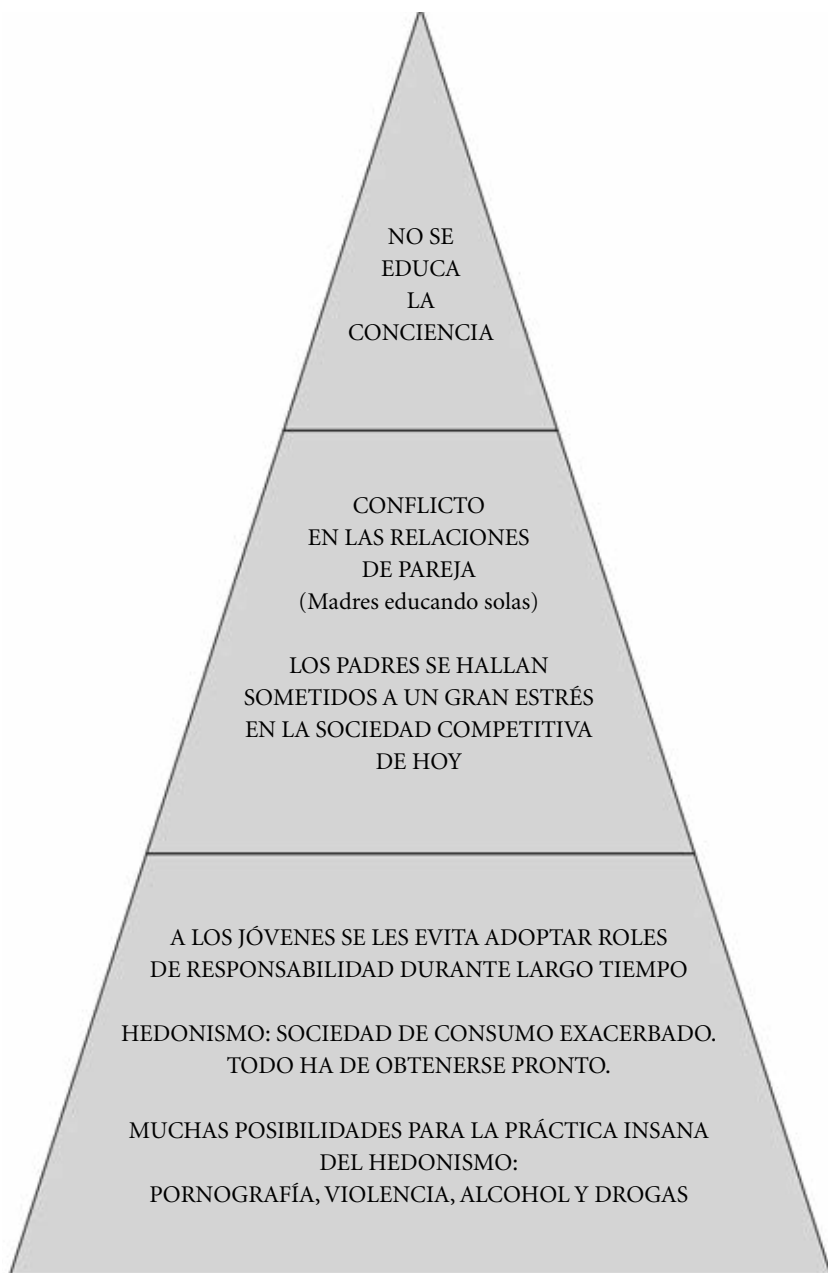 NO SE
EDUCA
LA
CONCIENCIA
CONFLICTO
EN LAS RELACIONES
DE PAREJA
(Madres educando solas)
LOS PADRES SE HALLAN
SOMETIDOS A UN GRAN ESTRÉS
EN LA SOCIEDAD COMPETITIVA
DE HOY
A LOS JÓVENES SE LES EVITA ADOPTAR ROLES
DE RESPONSABILIDAD DURANTE LARGO TIEMPO
HEDONISMO: SOCIEDAD DE CONSUMO EXACERBADO.
TODO HA DE OBTENERSE PRONTO.
MUCHAS POSIBILIDADES PARA LA PRÁCTICA INSANA
DEL HEDONISMO:
PORNOGRAFÍA, VIOLENCIA, ALCOHOL Y DROGAS